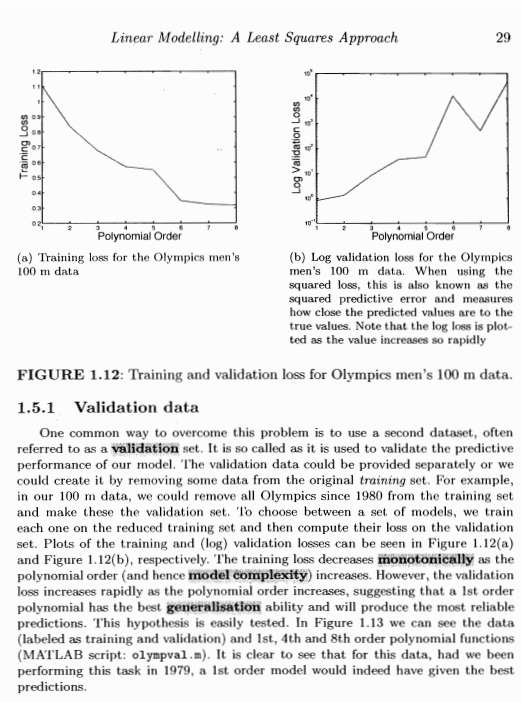 Linear Modelling: A Least Squares Approach 29
1.2
1.1
1
0.9
0.8
0.7
0.6
0.5
0.4
0.3
0.2
Training Loss
1 2 3 4 5 6 7 8
Polynomial Order
(a) Training loss for the Olympics men's
100 m data
10⁵
10⁴
10³
10²
10¹
10⁰
10⁻¹
Log Validation Loss
1 2 3 4 5 6 7 8
Polynomial Order
(b) Log validation loss for the Olympics
men's 100 m data. When using the
squared loss, this is also known as the
squared predictive error and measures
how close the predicted values are to the
true values. Note that the log loss is plot-
ted as the value increases so rapidly
FIGURE 1.12: Training and validation loss for Olympics men's 100 m data.
1.5.1 Validation data
One common way to overcome this problem is to use a second dataset, often
referred to as a validation set. It is so called as it is used to validate the predictive
performance of our model. The validation data could be provided separately or we
could create it by removing some data from the original training set. For example,
in our 100 m data, we could remove all Olympics since 1980 from the training set
and make these the validation set. To choose between a set of models, we train
each one on the reduced training set and then compute their loss on the validation
set. Plots of the training and (log) validation losses can be seen in Figure 1.12(a)
and Figure 1.12(b), respectively. The training loss decreases monotonically as the
polynomial order (and hence model complexity) increases. However, the validation
loss increases rapidly as the polynomial order increases, suggesting that a 1st order
polynomial has the best generalisation ability and will produce the most reliable
predictions. This hypothesis is easily tested. In Figure 1.13 we can see the data
(labeled as training and validation) and 1st, 4th and 8th order polynomial functions
(MATLAB script: olympval.m). It is clear to see that for this data, had we been
performing this task in 1979, a 1st order model would indeed have given the best
predictions.